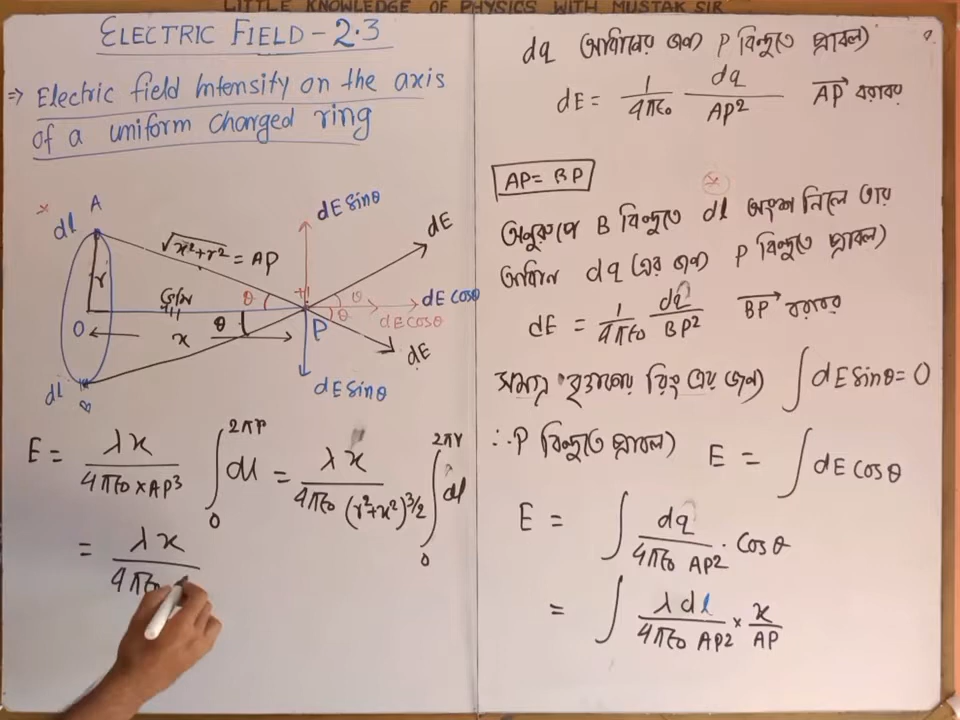 LITTLE KNOWLEDGE OF PHYSICS WITH MUSTAK SIR
ELECTRIC FIELD - 2.3
⇒ Electric field Intensity on the axis
of a uniform charged ring
A
dl
r
√x²+r² = AP
dE sinθ
dE
θ
θ
dE cosθ
dE cosθ
θ
θ
O
x
P
dl
B
dE
dE sinθ
E = λx / 4πε₀ × AP³ ∫₀^2πr dl = λx / 4πε₀ (r²+x²)^3/2 ∫₀^2πr dl
= λx / 4πε₀
dq আধানের জন্য P বিন্দুতে প্রাবল্য
dE = 1/4πε₀ dq/AP² AP→ বরাবর
AP = BP
অনুরূপে B বিন্দুতে dl অংশ নিলে তার
আধান dq এর জন্য P বিন্দুতে প্রাবল্য
dE = 1/4πε₀ dq/BP² BP→ বরাবর
সমগ্র বৃত্তাকার রিং এর জন্য ∫ dE sinθ = 0
∴ P বিন্দুতে প্রাবল্য E = ∫ dE cosθ
E = ∫ dq / 4πε₀ AP² · cosθ
= ∫ λ dl / 4πε₀ AP² × x/AP